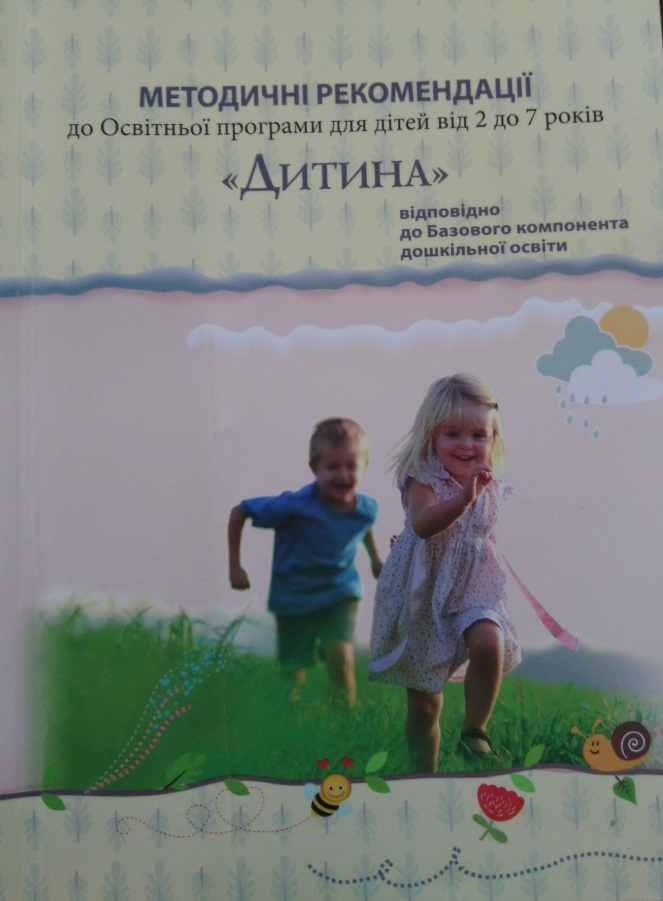 МЕТОДИЧНІ РЕКОМЕНДАЦІЇ
до Освітньої програми для дітей від 2 до 7 років
«ДИТИНА»
відповідно
до Базового компонента
дошкільної освіти